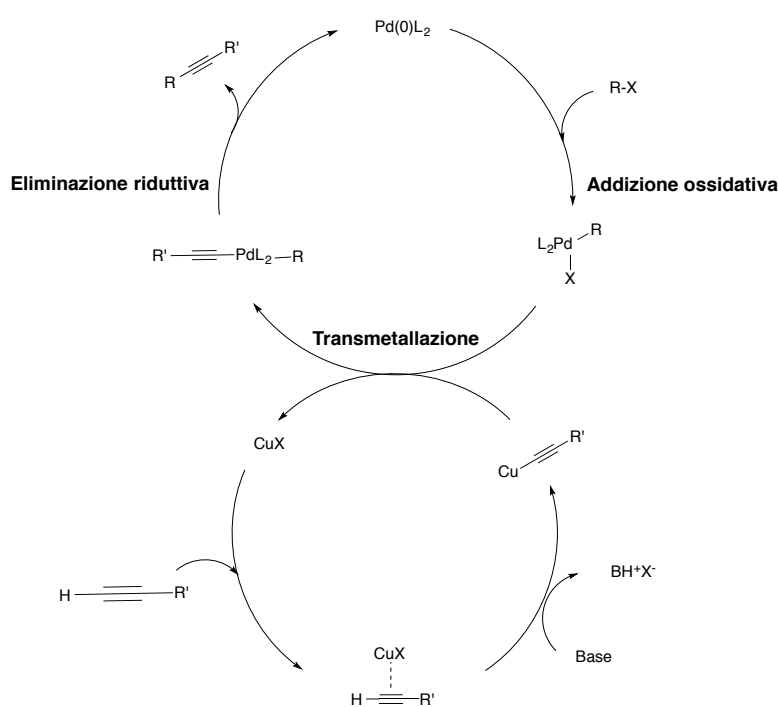 Pd(0)L2
R'
R
R-X
Eliminazione riduttiva
Addizione ossidativa
R' PdL2 R
L2Pd R
X
Transmetallazione
CuX
Cu R'
H R'
BH+X-
Base
CuX
H R'